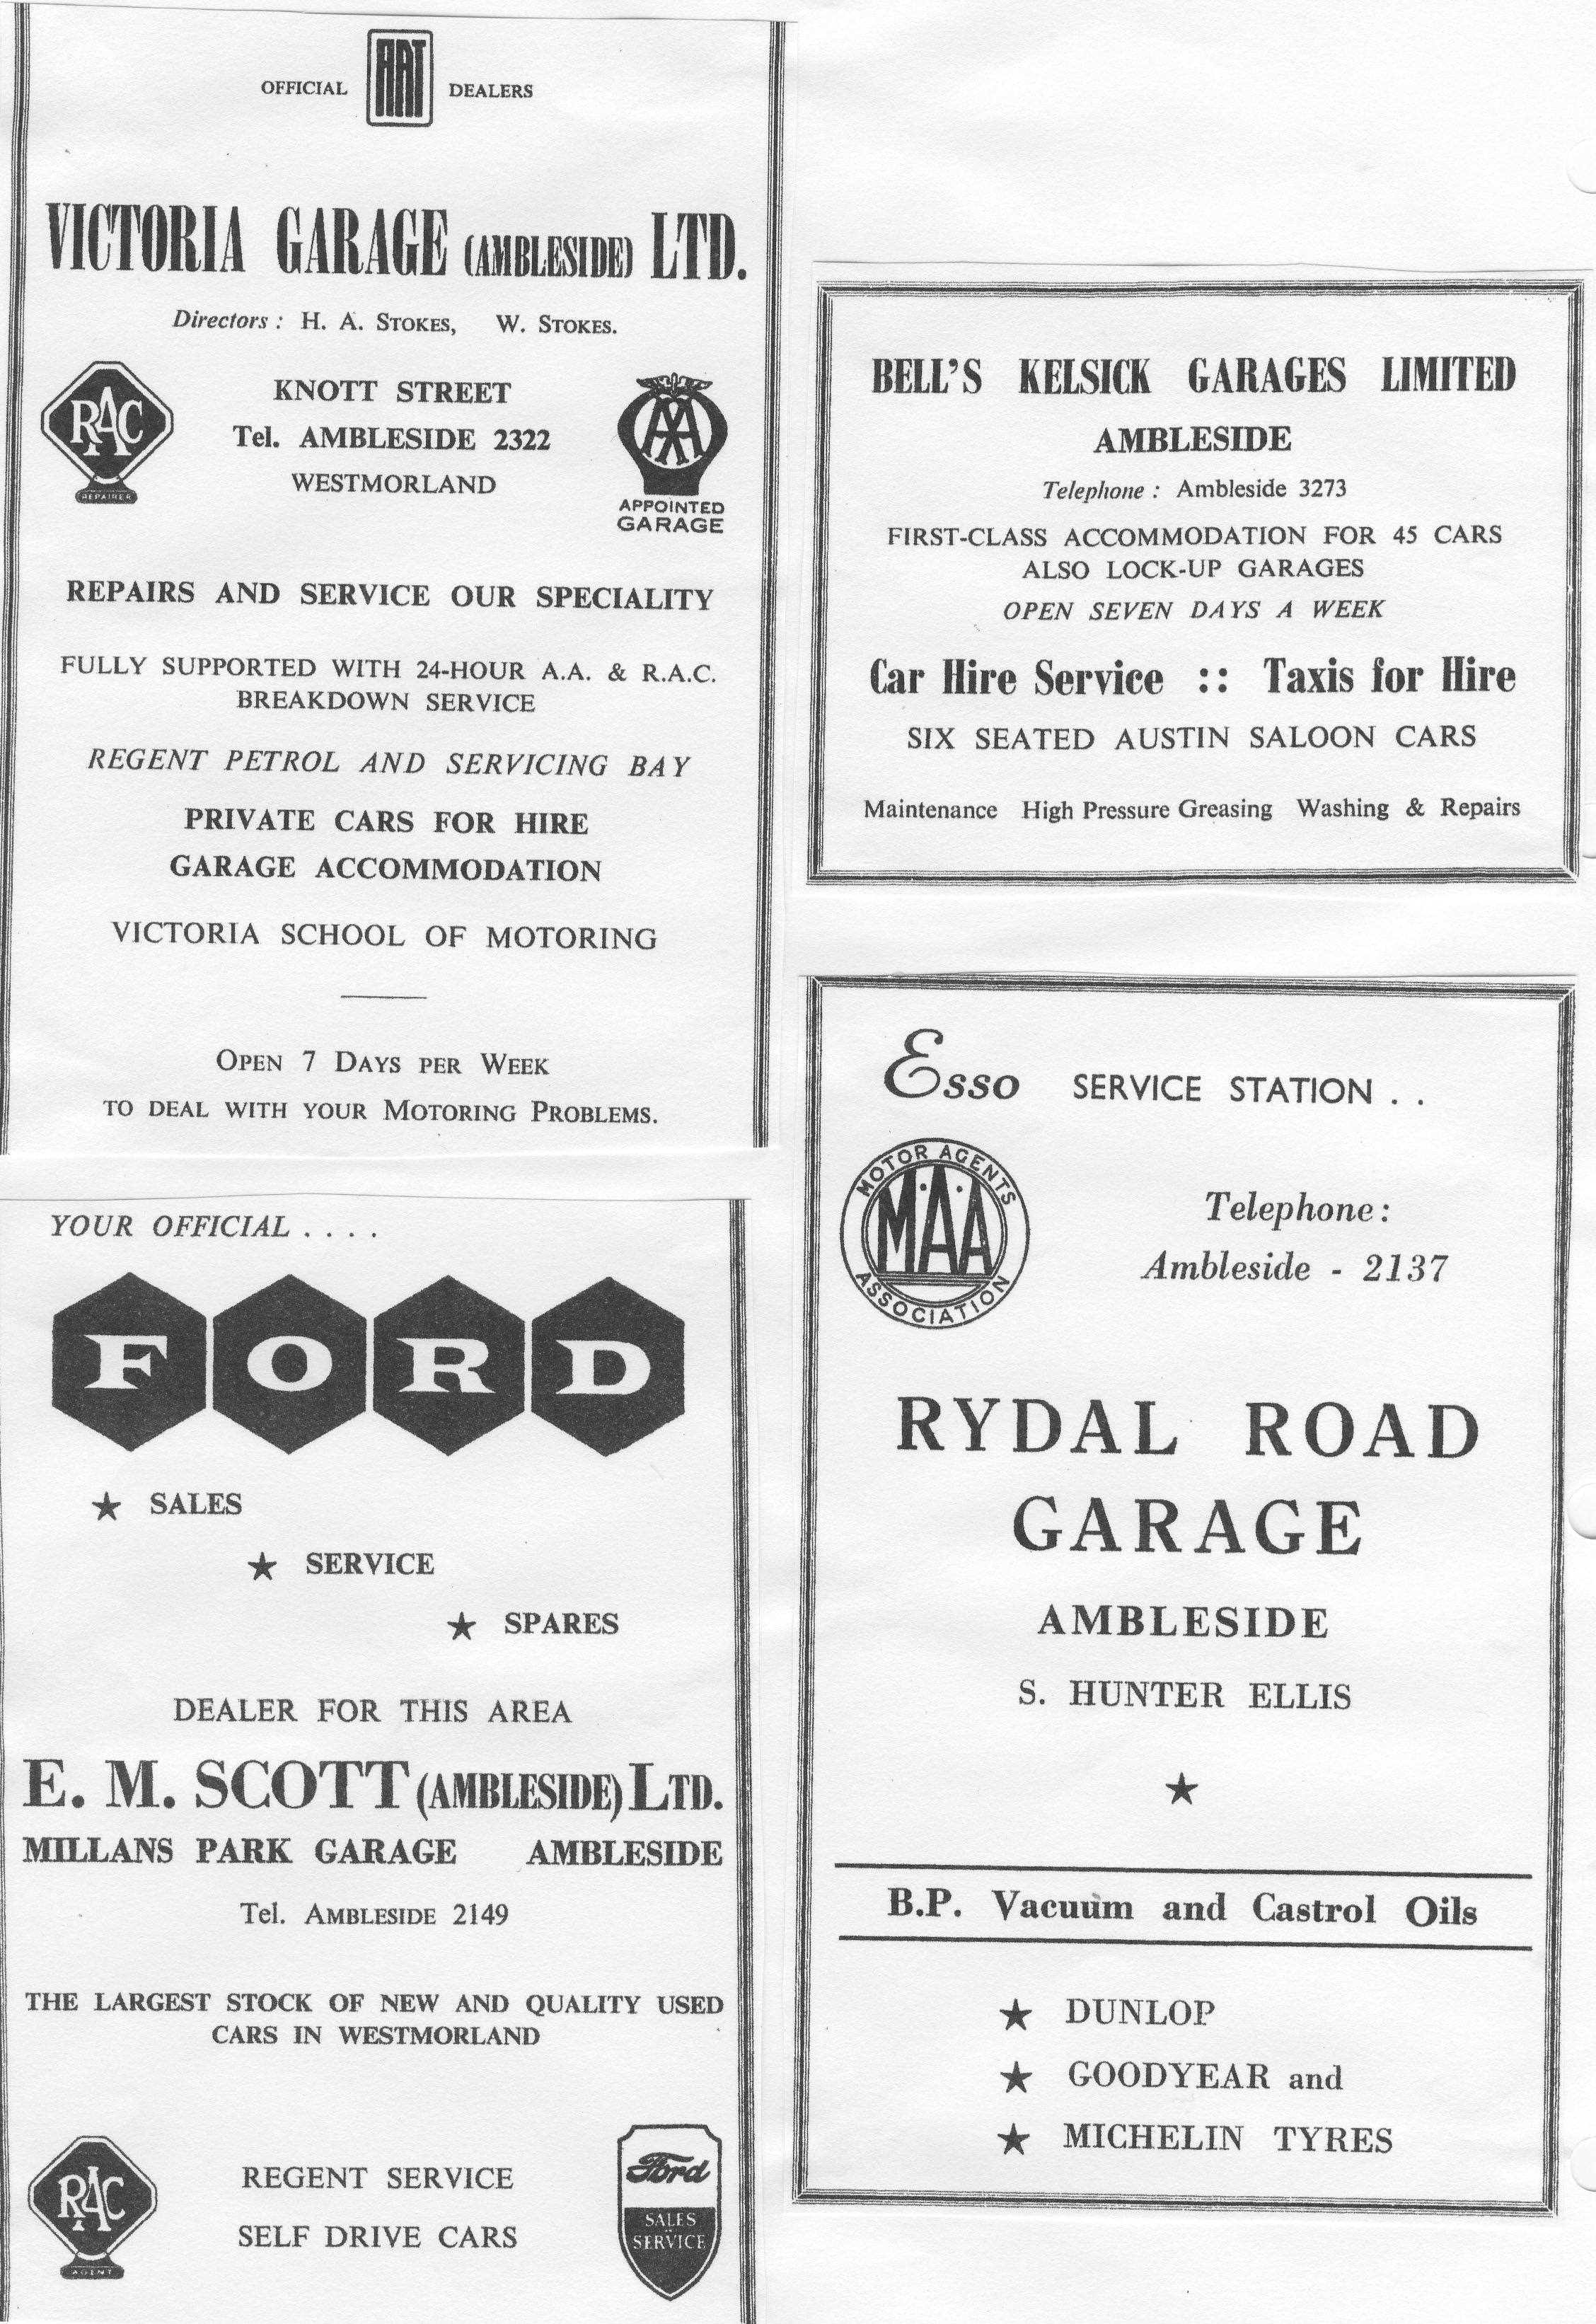 OFFICIAL DEALERS
VICTORIA GARAGE (AMBLESIDE) LTD.
Directors : H. A. STOKES, W. STOKES.
RAC
REPAIRER
KNOTT STREET
Tel. AMBLESIDE 2322
WESTMORLAND
AA
APPOINTED
GARAGE
REPAIRS AND SERVICE OUR SPECIALITY
FULLY SUPPORTED WITH 24-HOUR A.A. & R.A.C.
BREAKDOWN SERVICE
REGENT PETROL AND SERVICING BAY
PRIVATE CARS FOR HIRE
GARAGE ACCOMMODATION
VICTORIA SCHOOL OF MOTORING
OPEN 7 DAYS PER WEEK
TO DEAL WITH YOUR MOTORING PROBLEMS.
YOUR OFFICIAL . . . .
FORD
★ SALES
★ SERVICE
★ SPARES
DEALER FOR THIS AREA
E. M. SCOTT (AMBLESIDE) LTD.
MILLANS PARK GARAGE AMBLESIDE
Tel. AMBLESIDE 2149
THE LARGEST STOCK OF NEW AND QUALITY USED
CARS IN WESTMORLAND
RAC
AGENT
REGENT SERVICE
SELF DRIVE CARS
Ford
SALES
SERVICE
BELL'S KELSICK GARAGES LIMITED
AMBLESIDE
Telephone : Ambleside 3273
FIRST-CLASS ACCOMMODATION FOR 45 CARS
ALSO LOCK-UP GARAGES
OPEN SEVEN DAYS A WEEK
Car Hire Service :: Taxis for Hire
SIX SEATED AUSTIN SALOON CARS
Maintenance High Pressure Greasing Washing & Repairs
Esso SERVICE STATION . .
MOTOR AGENTS
M·A·A
ASSOCIATION
Telephone:
Ambleside - 2137
RYDAL ROAD
GARAGE
AMBLESIDE
S. HUNTER ELLIS
★
B.P. Vacuum and Castrol Oils
★ DUNLOP
★ GOODYEAR and
★ MICHELIN TYRES